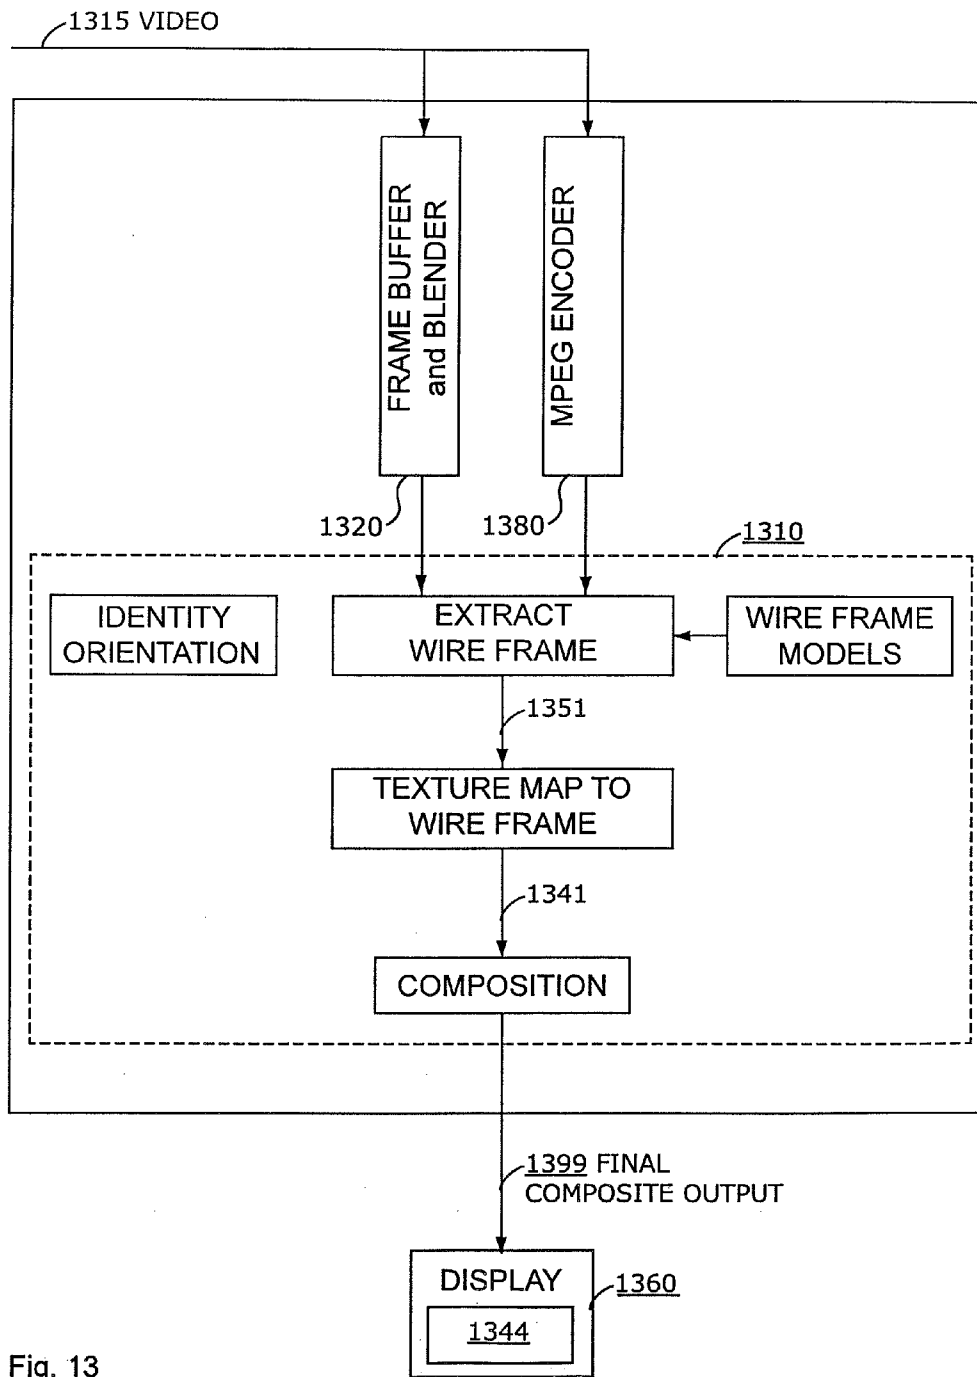 1315 VIDEO
FRAME BUFFER
and BLENDER
MPEG ENCODER
1320
1380
1310
IDENTITY
ORIENTATION
EXTRACT
WIRE FRAME
WIRE FRAME
MODELS
1351
TEXTURE MAP TO
WIRE FRAME
1341
COMPOSITION
1399 FINAL
COMPOSITE OUTPUT
DISPLAY
1360
1344
Fig. 13